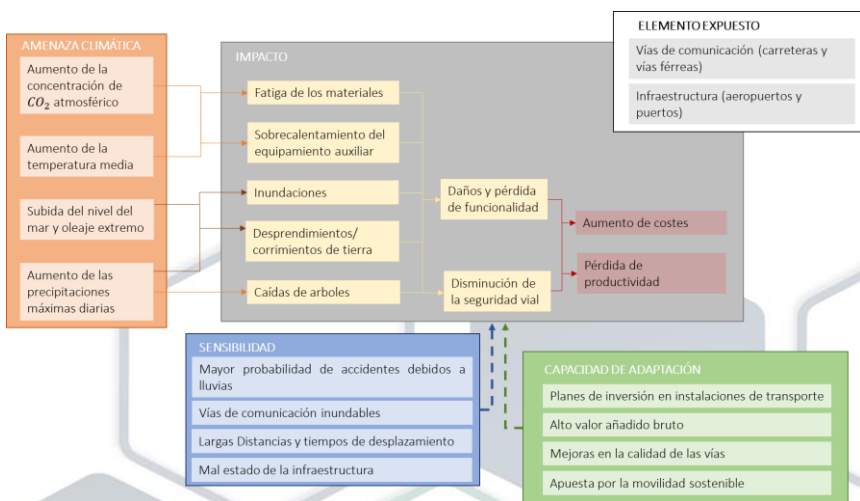 ELEMENTO EXPUESTO
Vías de comunicación (carreteras y
vías férreas)
Infraestructura (aeropuertos y
puertos)
AMENAZA CLIMÁTICA
Aumento de la
concentración de
CO₂ atmosférico
Aumento de la
temperatura media
Subida del nivel del
mar y oleaje extremo
Aumento de las
precipitaciones
máximas diarias
IMPACTO
Fatiga de los materiales
Sobrecalentamiento del
equipamiento auxiliar
Inundaciones
Desprendimientos/
corrimientos de tierra
Caídas de arboles
Daños y pérdida
de funcionalidad
Disminución de
la seguridad vial
Aumento de costes
Pérdida de
productividad
SENSIBILIDAD
Mayor probabilidad de accidentes debidos a
lluvias
Vías de comunicación inundables
Largas Distancias y tiempos de desplazamiento
Mal estado de la infraestructura
CAPACIDAD DE ADAPTACIÓN
Planes de inversión en instalaciones de transporte
Alto valor añadido bruto
Mejoras en la calidad de las vías
Apuesta por la movilidad sostenible